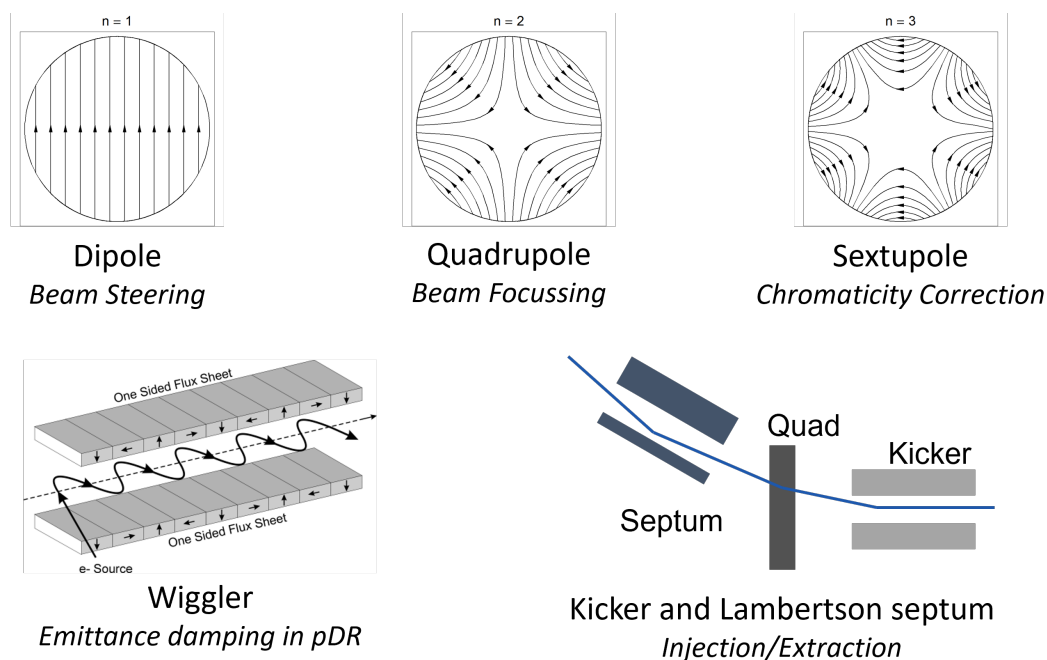 n = 1
n = 2
n = 3
Dipole
Beam Steering
Quadrupole
Beam Focussing
Sextupole
Chromaticity Correction
One Sided Flux Sheet
One Sided Flux Sheet
e- Source
Wiggler
Emittance damping in pDR
Quad
Kicker
Septum
Kicker and Lambertson septum
Injection/Extraction